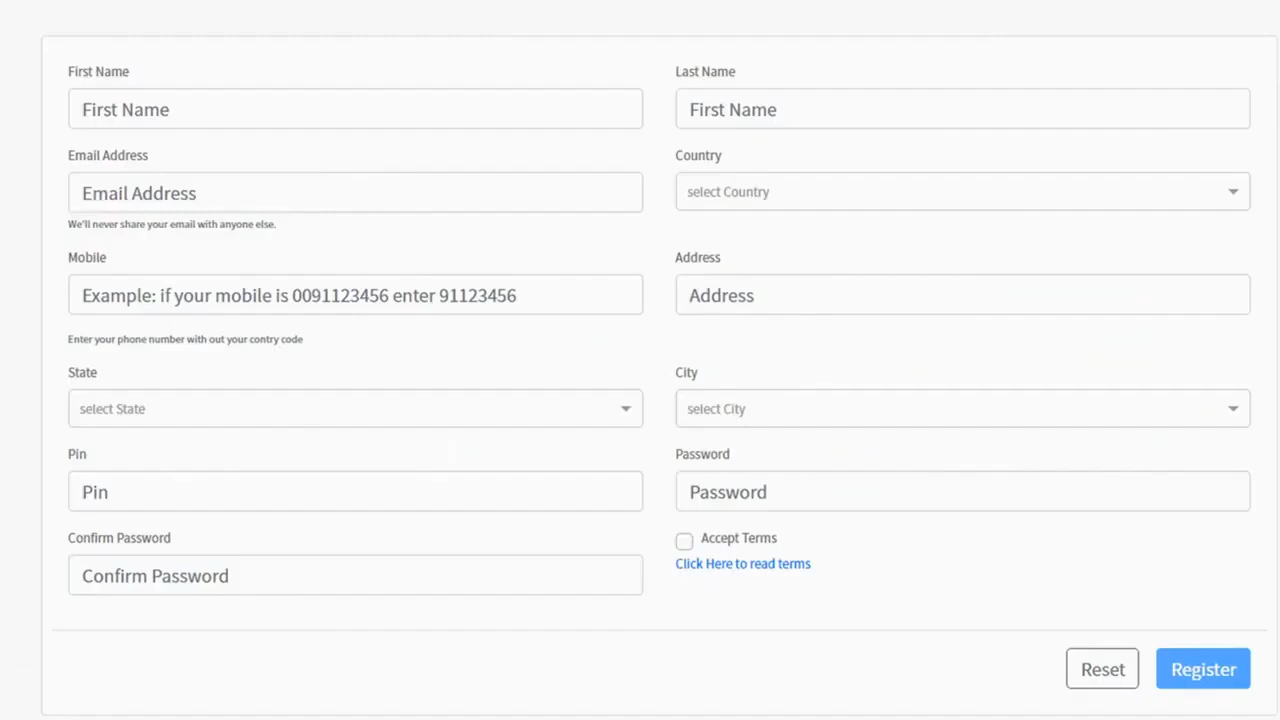 First Name
Last Name
First Name
First Name
Email Address
Country
Email Address
select Country
We'll never share your email with anyone else.
Mobile
Address
Example: if your mobile is 0091123456 enter 91123456
Address
Enter your phone number with out your contry code
State
City
select State
select City
Pin
Password
Pin
Password
Confirm Password
Accept Terms
Click Here to read terms
Confirm Password
Reset
Register